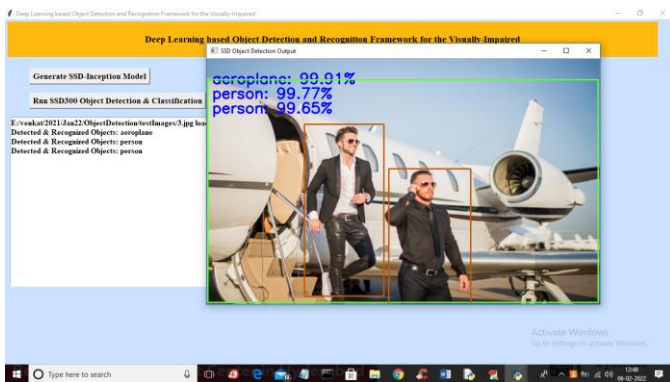 Deep Learning based Object Detection and Recognition Framework for the Visually-Impaired
Deep Learning based Object Detection and Recognition Framework for the Visually-Impaired
SSD Object Detection Output
Generate SSD-Inception Model
Run SSD300 Object Detection & Classification
E:/venkat/2021/Jan22/ObjectDetection/testImages/3.jpg loa
Detected & Recognized Objects: aeroplane
Detected & Recognized Objects: person
Detected & Recognized Objects: person
aeroplane: 99.91%
person: 99.77%
person: 99.65%
Activate Windows
Go to Settings to activate Windows.
Type here to search
12:48
06-02-2022